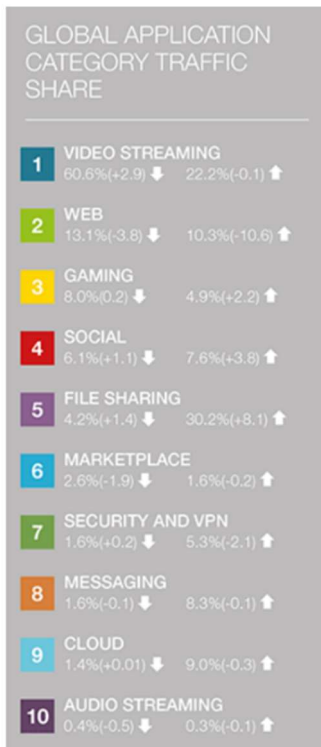 GLOBAL APPLICATION
CATEGORY TRAFFIC
SHARE
1 VIDEO STREAMING
60.6%(+2.9) 22.2%(-0.1)
2 WEB
13.1%(-3.8) 10.3%(-10.6)
3 GAMING
8.0%(0.2) 4.9%(+2.2)
4 SOCIAL
6.1%(+1.1) 7.6%(+3.8)
5 FILE SHARING
4.2%(+1.4) 30.2%(+8.1)
6 MARKETPLACE
2.6%(-1.9) 1.6%(-0.2)
7 SECURITY AND VPN
1.6%(+0.2) 5.3%(-2.1)
8 MESSAGING
1.6%(-0.1) 8.3%(-0.1)
9 CLOUD
1.4%(+0.01) 9.0%(-0.3)
10 AUDIO STREAMING
0.4%(-0.5) 0.3%(-0.1)